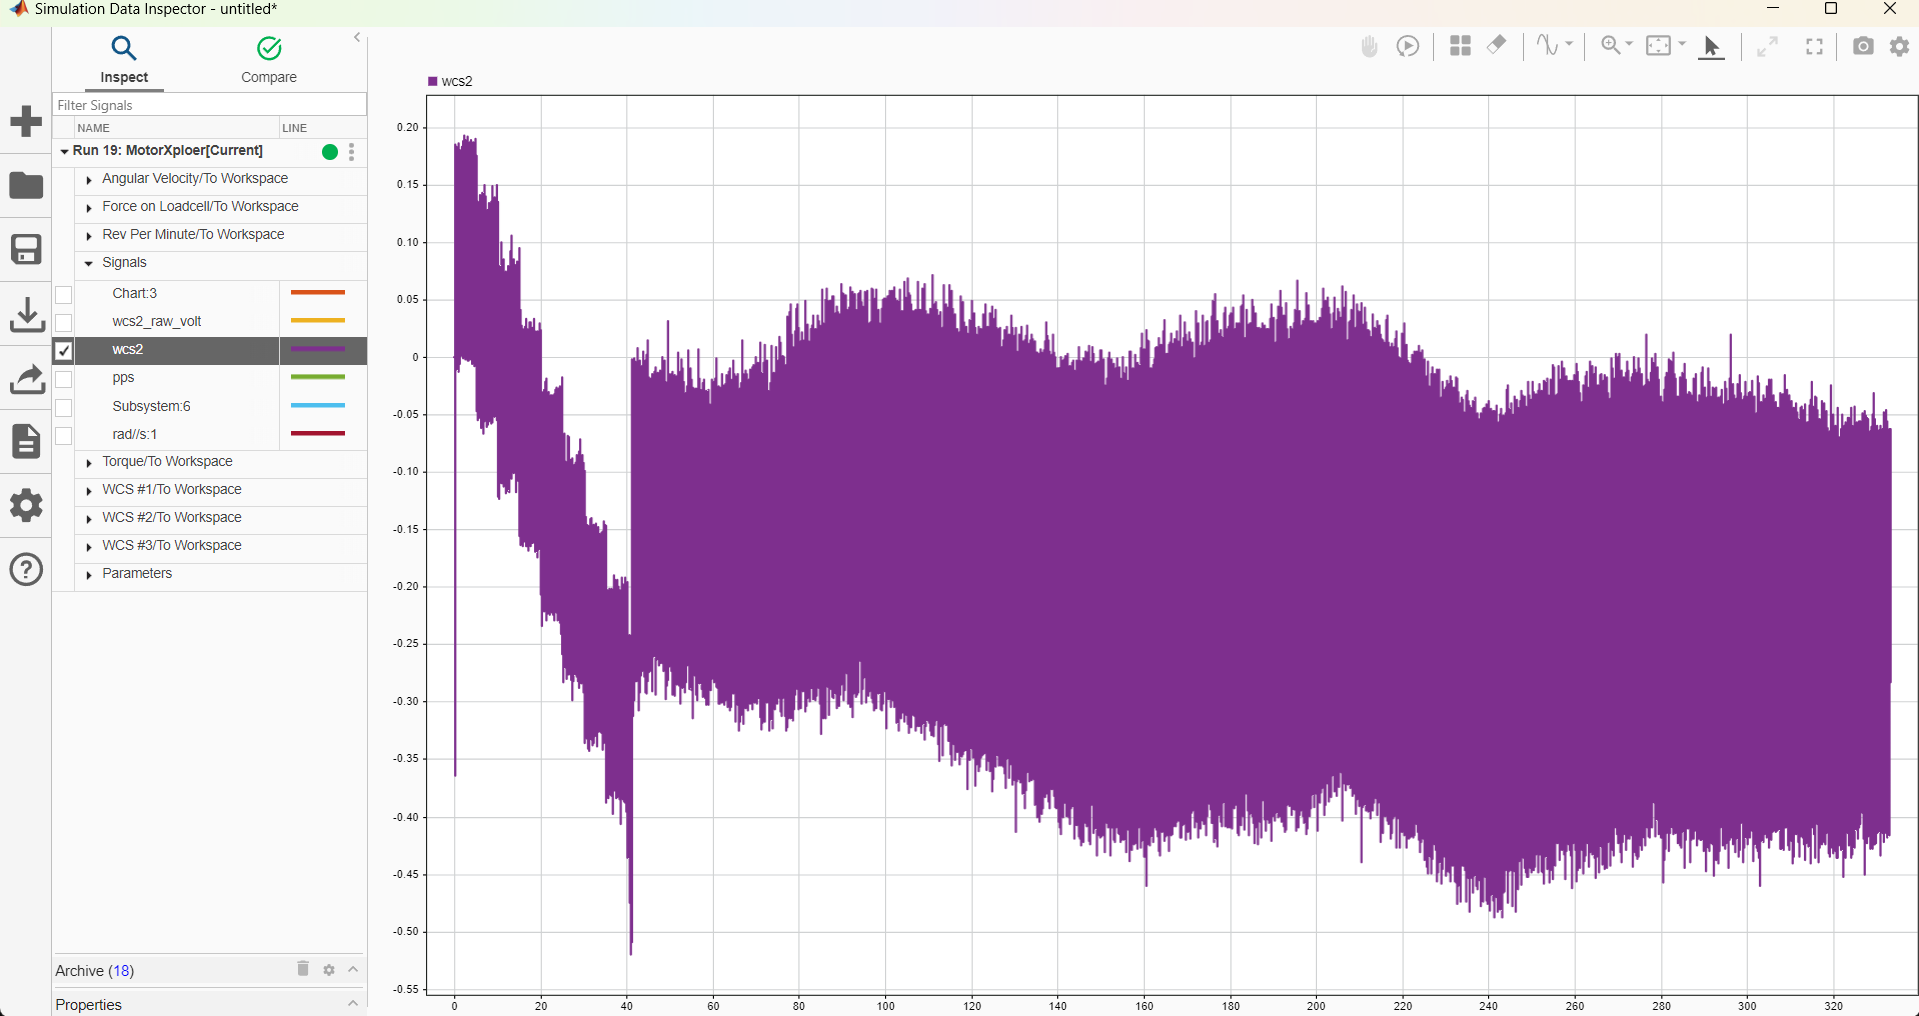 Simulation Data Inspector - untitled*
Inspect
Compare
Filter Signals
NAME
LINE
Run 19: MotorXploer[Current]
Angular Velocity/To Workspace
Force on Loadcell/To Workspace
Rev Per Minute/To Workspace
Signals
Chart:3
wcs2_raw_volt
wcs2
pps
Subsystem:6
rad//s:1
Torque/To Workspace
WCS #1/To Workspace
WCS #2/To Workspace
WCS #3/To Workspace
Parameters
Archive (18)
Properties
wcs2
0.20
0.15
0.10
0.05
0
-0.05
-0.10
-0.15
-0.20
-0.25
-0.30
-0.35
-0.40
-0.45
-0.50
-0.55
0 20 40 60 80 100 120 140 160 180 200 220 240 260 280 300 320